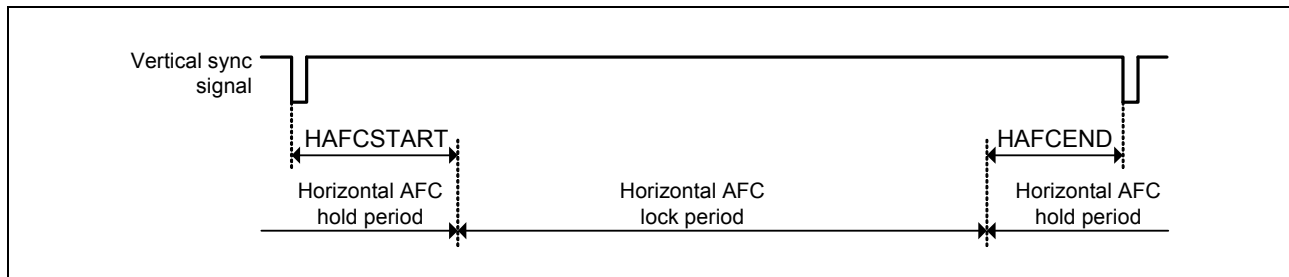 Vertical sync
signal
HAFCSTART
HAFCEND
Horizontal AFC
hold period
Horizontal AFC
lock period
Horizontal AFC
hold period